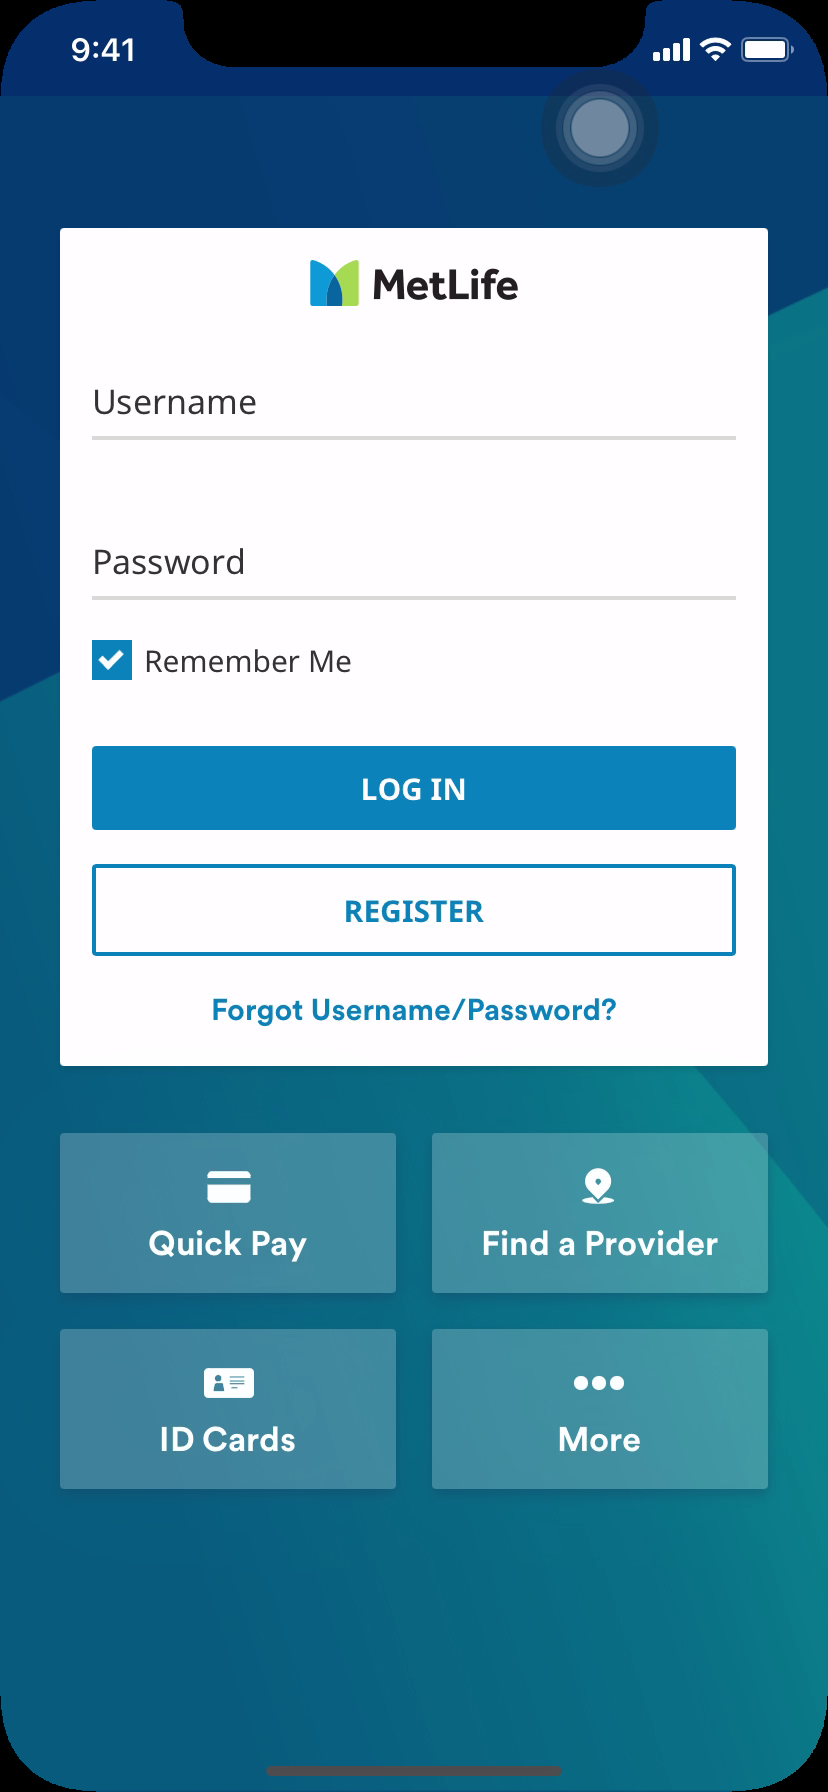 9:41
MetLife
Username
Password
Remember Me
LOG IN
REGISTER
Forgot Username/Password?
Quick Pay
Find a Provider
ID Cards
More